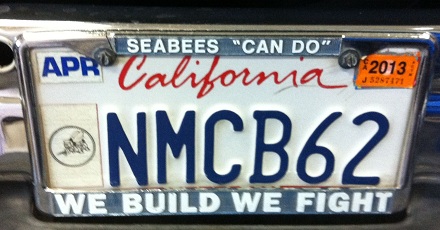 SEABEES "CAN DO"
APR California 2013
NMCB62
WE BUILD WE FIGHT